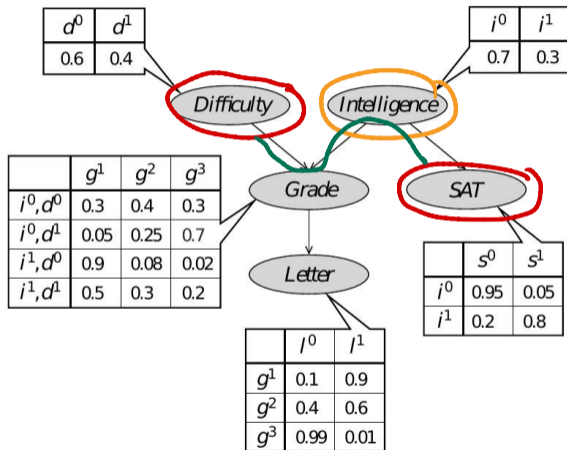 d⁰ d¹
0.6 0.4
i⁰ i¹
0.7 0.3
Difficulty
Intelligence
g¹ g² g³
i⁰,d⁰ 0.3 0.4 0.3
i⁰,d¹ 0.05 0.25 0.7
i¹,d⁰ 0.9 0.08 0.02
i¹,d¹ 0.5 0.3 0.2
Grade
SAT
s⁰ s¹
i⁰ 0.95 0.05
i¹ 0.2 0.8
Letter
l⁰ l¹
g¹ 0.1 0.9
g² 0.4 0.6
g³ 0.99 0.01